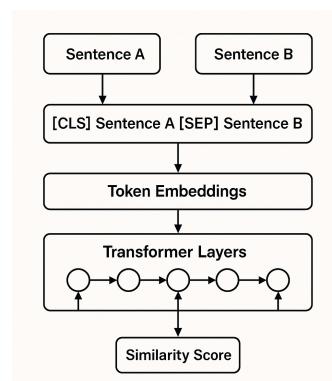 Sentence A
Sentence B
[CLS] Sentence A [SEP] Sentence B
Token Embeddings
Transformer Layers
Similarity Score